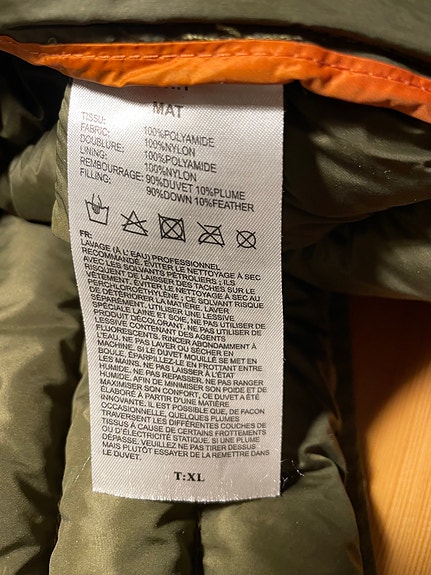 MAT
TISSU: 100%POLYAMIDE
FABRIC: 100%NYLON
DOUBLURE: 100%POLYAMIDE
LINING: 100%NYLON
REMBOURRAGE: 90%DUVET 10%PLUME
FILLING: 90%DOWN 10%FEATHER
FR:
LAVAGE (À L' EAU) PROFESSIONNEL
RECOMMANDÉ. ÉVITER LE NETTOYAGE À SEC
AVEC LES SOLVANTS PÉTROLIERS ; ILS
RISQUENT DE LAISSER DES TACHES SUR LE
VÊTEMENT. ÉVITER LE NETTOYAGE À SEC AU
PERCHLOROÉTHYLÈNE ; CE SOLVANT RISQUE
DE DÉTÉRIORER LA MATIÈRE. LAVER
SÉPARÉMENT. UTILISER UNE LESSIVE
SPÉCIALE LAINE ET SOIE. NE PAS UTILISER DE
PRODUIT DÉCOLORANT. NE PAS UTILISER DE
LESSIVE CONTENANT DES AGENTS
FLUORESCENTS. RINCER ABONDAMMENT À
L'EAU. NE PAS LAVER OU SÉCHER EN
MACHINE. SI LE DUVET MOUILLÉ SE MET EN
BOULE, ÉPARPILLEZ-LE EN FROTTANT ENTRE
LES MAINS. NE PAS LAISSER À L'ÉTAT
HUMIDE. NE PAS REPASSER. NE PAS RANGER
HUMIDE. AFIN DE MINIMISER SON POIDS ET DE
MAXIMISER SON CONFORT, CE DUVET A ÉTÉ
ÉLABORÉ À PARTIR D'UNE MATIÈRE
INNOVANTE. IL EST POSSIBLE QUE, DE FAÇON
OCCASIONNELLE, QUELQUES PLUMES
TRAVERSENT LES DIFFÉRENTES COUCHES DE
TISSUS À CAUSE DE CERTAINS FROTTEMENTS
OU D'ÉLECTRICITÉ STATIQUE. SI UNE PLUME
DÉPASSE, VEUILLEZ NE PAS TIRER DESSUS
MAIS PLUTÔT ESSAYER DE LA REMETTRE DANS
LE DUVET.
T:XL